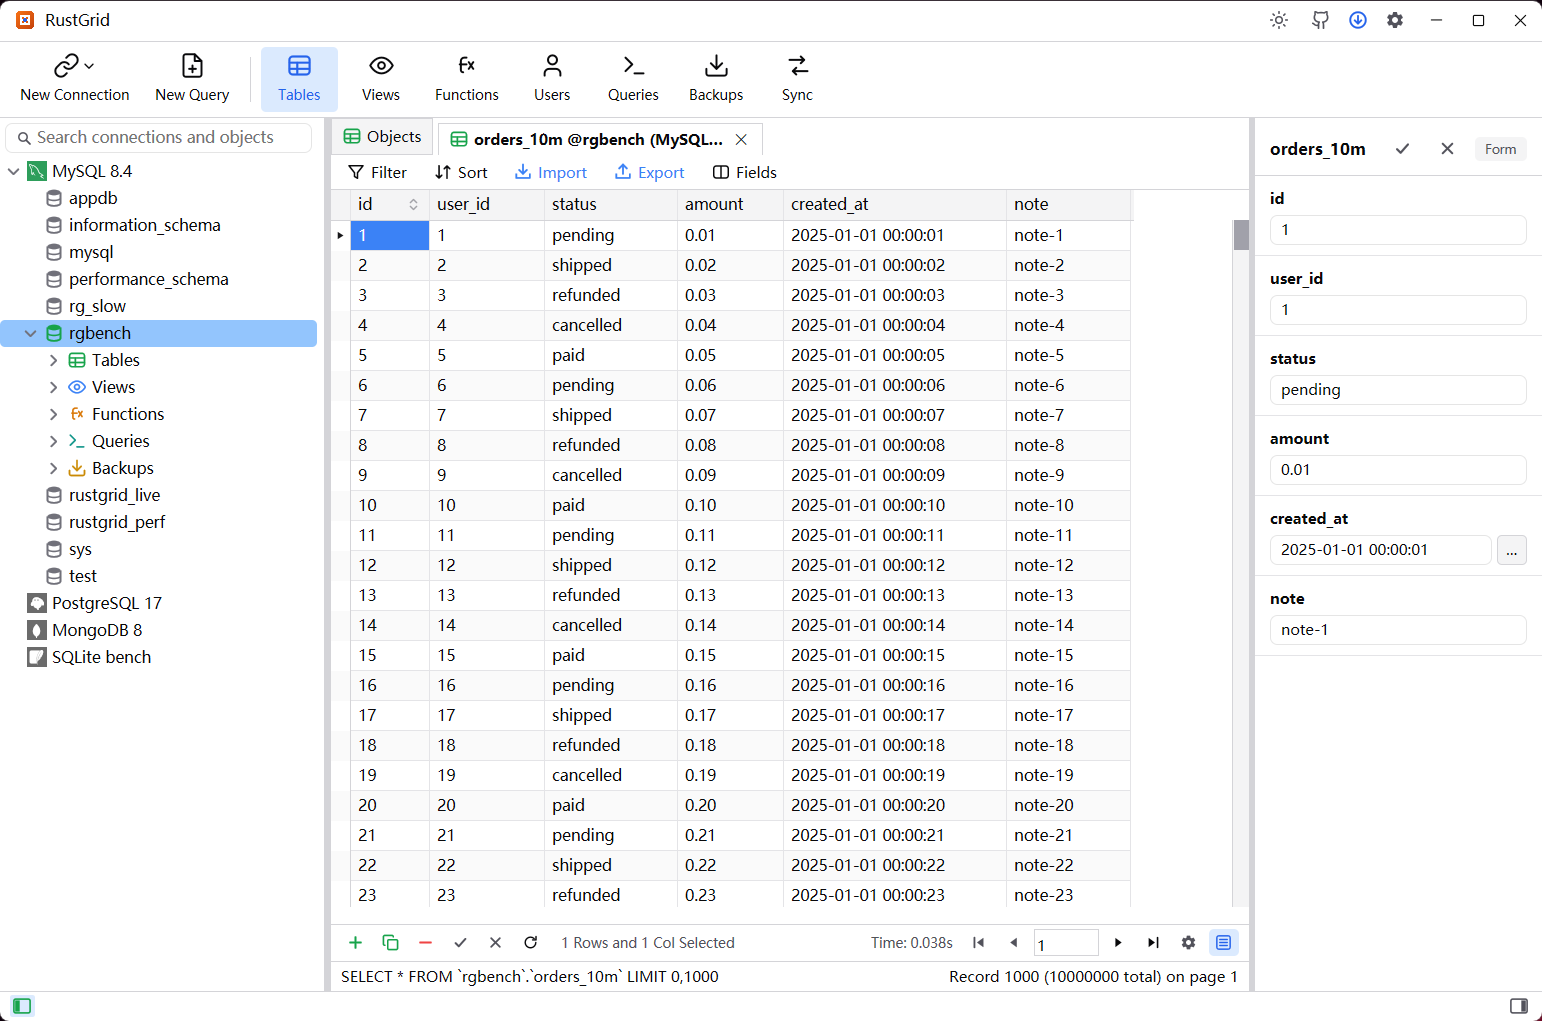 RustGrid
New Connection
New Query
Tables
Views
Functions
Users
Queries
Backups
Sync
Search connections and objects
MySQL 8.4
appdb
information_schema
mysql
performance_schema
rg_slow
rgbench
Tables
Views
Functions
Queries
Backups
rustgrid_live
rustgrid_perf
sys
test
PostgreSQL 17
MongoDB 8
SQLite bench
Objects
orders_10m @rgbench (MySQL...
Filter Sort Import Export Fields
id user_id status amount created_at note
1 1 pending 0.01 2025-01-01 00:00:01 note-1
2 2 shipped 0.02 2025-01-01 00:00:02 note-2
3 3 refunded 0.03 2025-01-01 00:00:03 note-3
4 4 cancelled 0.04 2025-01-01 00:00:04 note-4
5 5 paid 0.05 2025-01-01 00:00:05 note-5
6 6 pending 0.06 2025-01-01 00:00:06 note-6
7 7 shipped 0.07 2025-01-01 00:00:07 note-7
8 8 refunded 0.08 2025-01-01 00:00:08 note-8
9 9 cancelled 0.09 2025-01-01 00:00:09 note-9
10 10 paid 0.10 2025-01-01 00:00:10 note-10
11 11 pending 0.11 2025-01-01 00:00:11 note-11
12 12 shipped 0.12 2025-01-01 00:00:12 note-12
13 13 refunded 0.13 2025-01-01 00:00:13 note-13
14 14 cancelled 0.14 2025-01-01 00:00:14 note-14
15 15 paid 0.15 2025-01-01 00:00:15 note-15
16 16 pending 0.16 2025-01-01 00:00:16 note-16
17 17 shipped 0.17 2025-01-01 00:00:17 note-17
18 18 refunded 0.18 2025-01-01 00:00:18 note-18
19 19 cancelled 0.19 2025-01-01 00:00:19 note-19
20 20 paid 0.20 2025-01-01 00:00:20 note-20
21 21 pending 0.21 2025-01-01 00:00:21 note-21
22 22 shipped 0.22 2025-01-01 00:00:22 note-22
23 23 refunded 0.23 2025-01-01 00:00:23 note-23
1 Rows and 1 Col Selected
Time: 0.038s
1
SELECT * FROM `rgbench`.`orders_10m` LIMIT 0,1000
Record 1000 (10000000 total) on page 1
orders_10m
Form
id
1
user_id
1
status
pending
amount
0.01
created_at
2025-01-01 00:00:01
...
note
note-1